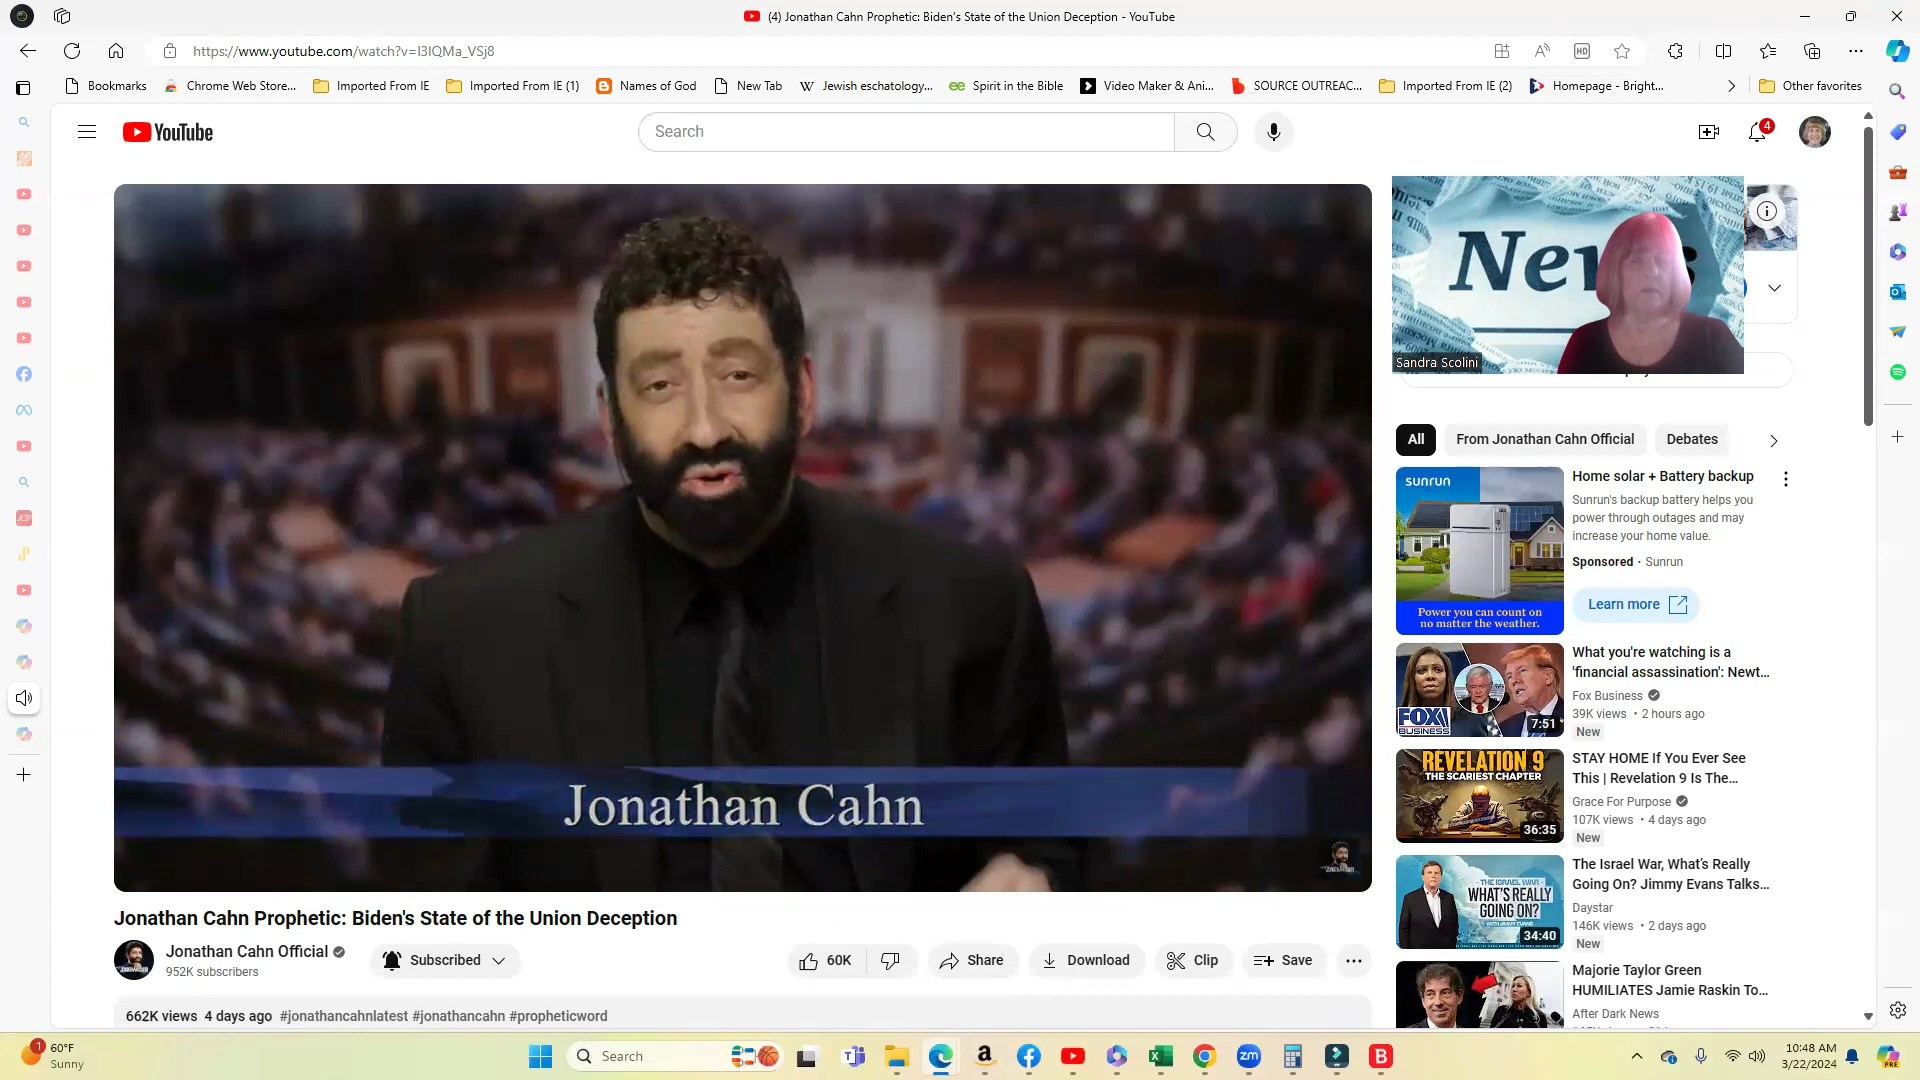 (4) Jonathan Cahn Prophetic: Biden's State of the Union Deception - YouTube
https://www.youtube.com/watch?v=I3IQMa_VSj8
Bookmarks
Chrome Web Store...
Imported From IE
Imported From IE (1)
Names of God
New Tab
Jewish eschatology...
Spirit in the Bible
Video Maker & Ani...
SOURCE OUTREAC...
Imported From IE (2)
Homepage - Bright...
Other favorites
YouTube
Search
4
Sandra Scolini
Jonathan Cahn
All
From Jonathan Cahn Official
Debates
sunrun
Power you can count on
no matter the weather.
Home solar + Battery backup
Sunrun's backup battery helps you
power through outages and may
increase your home value.
Sponsored · Sunrun
Learn more
FOX
BUSINESS
7:51
What you're watching is a
'financial assassination': Newt...
Fox Business
39K views • 2 hours ago
New
REVELATION 9
THE SCARIEST CHAPTER
36:35
STAY HOME If You Ever See
This | Revelation 9 Is The...
Grace For Purpose
107K views • 4 days ago
New
- THE ISRAEL WAR -
WHAT'S REALLY
GOING ON?
WITH JIMMY EVANS
34:40
The Israel War, What's Really
Going On? Jimmy Evans Talks...
Daystar
146K views • 2 days ago
New
Majorie Taylor Green
HUMILIATES Jamie Raskin To...
After Dark News
Jonathan Cahn Prophetic: Biden's State of the Union Deception
Jonathan Cahn Official
952K subscribers
Subscribed
60K
Share
Download
Clip
Save
662K views 4 days ago #jonathancahnlatest #jonathancahn #propheticword
1
60°F
Sunny
Search
zm
10:48 AM
3/22/2024